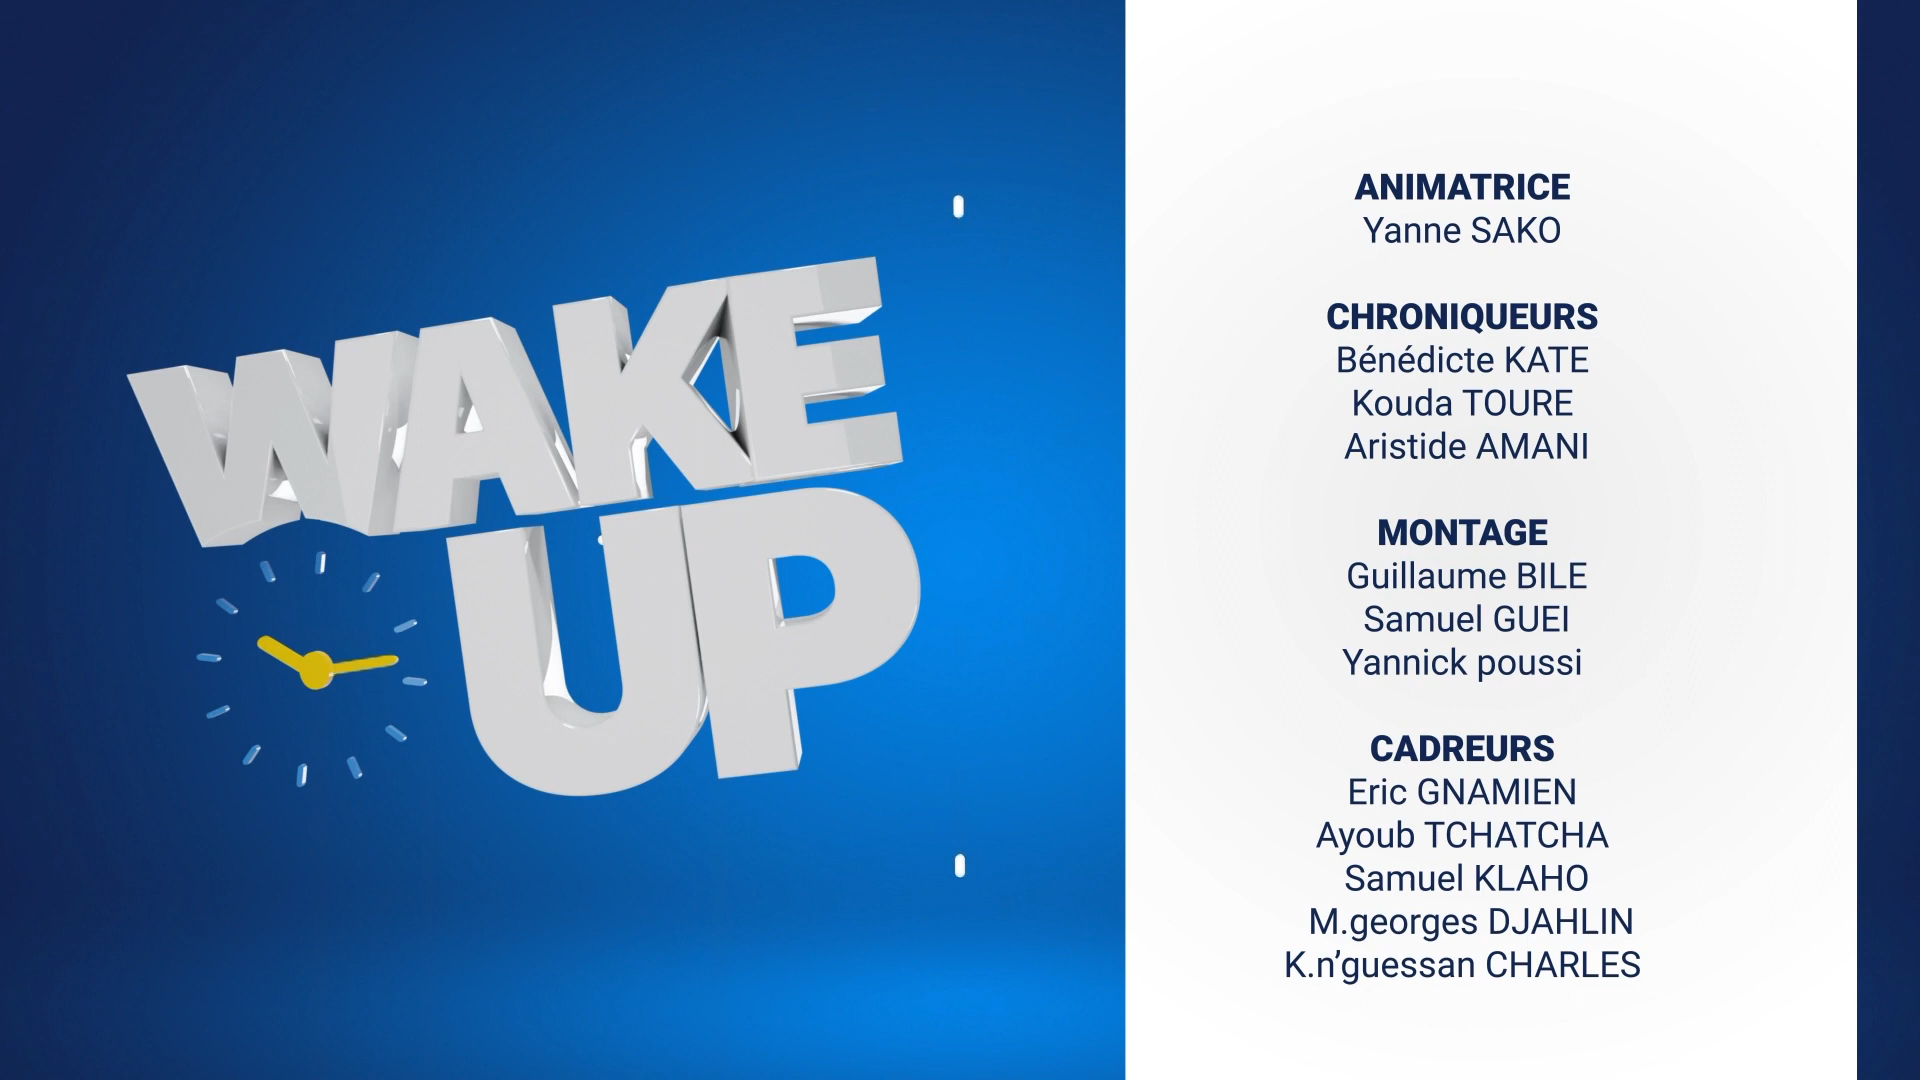 WAKE
UP
ANIMATRICE
Yanne SAKO
CHRONIQUEURS
Bénédicte KATE
Kouda TOURE
Aristide AMANI
MONTAGE
Guillaume BILE
Samuel GUEI
Yannick poussi
CADREURS
Eric GNAMIEN
Ayoub TCHATCHA
Samuel KLAHO
M.georges DJAHLIN
K.n’guessan CHARLES